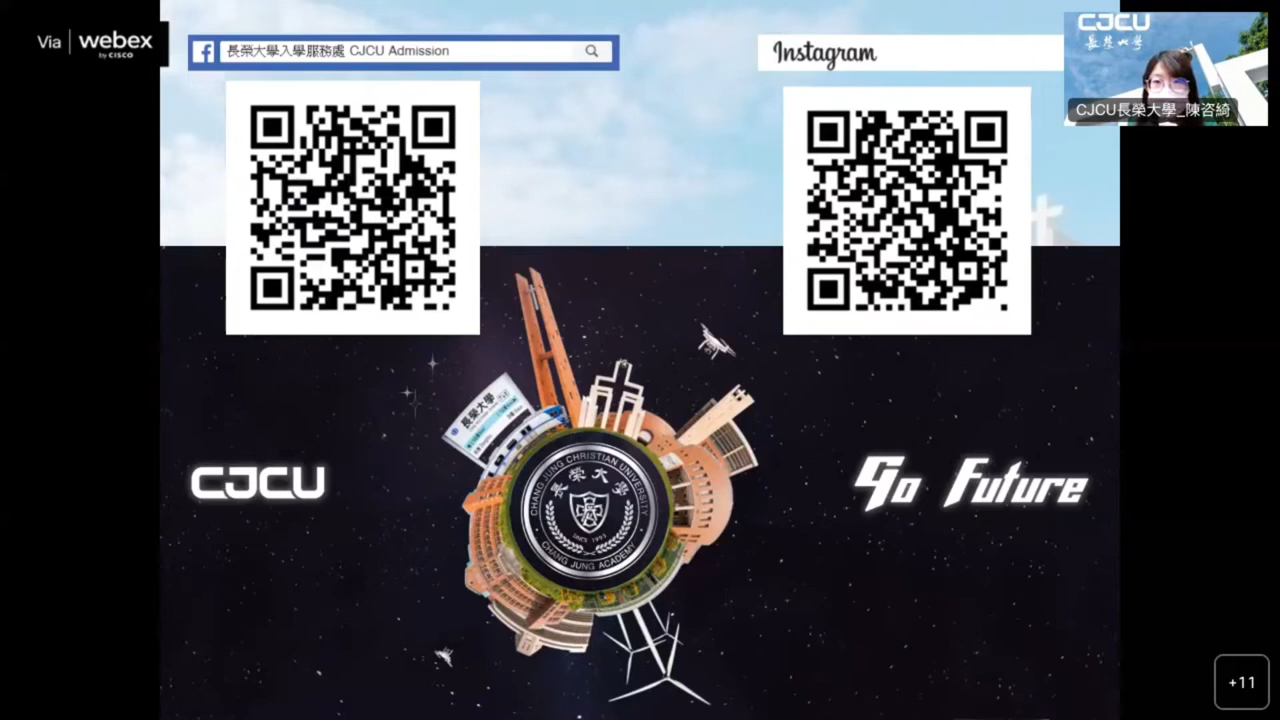 Via webex
by CISCO
長榮大學入學服務處 CJCU Admission
Instagram
CJCU
長榮大學
CJCU長榮大學_陳咨綺
長榮大學
CHANG JUNG CHRISTIAN UNIVERSITY
長榮大學
SINCE 1993
CHANG JUNG ACADEMY
CJCU
Go Future
+11